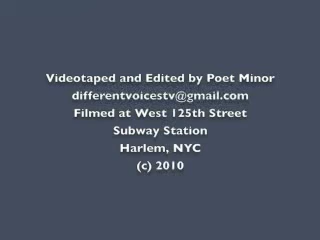 Videotaped and Edited by Poet Minor
differentvoicestv@gmail.com
Filmed at West 125th Street
Subway Station
Harlem, NYC
(c) 2010